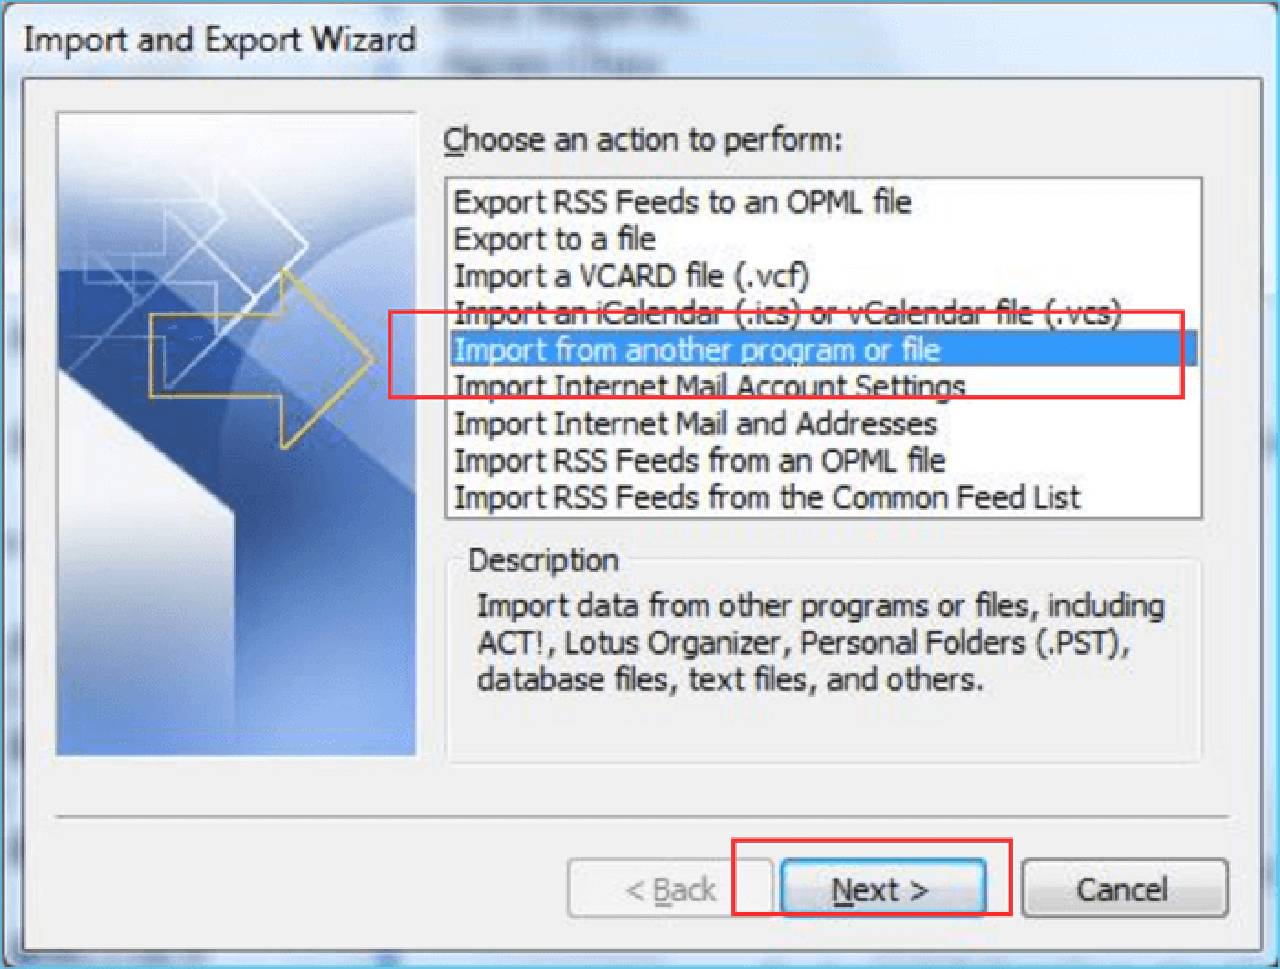 Import and Export Wizard
Choose an action to perform:
Export RSS Feeds to an OPML file
Export to a file
Import a VCARD file (.vcf)
Import an iCalendar (.ics) or vCalendar file (.vcs)
Import from another program or file
Import Internet Mail Account Settings
Import Internet Mail and Addresses
Import RSS Feeds from an OPML file
Import RSS Feeds from the Common Feed List
Description
Import data from other programs or files, including
ACT!, Lotus Organizer, Personal Folders (.PST),
database files, text files, and others.
< Back
Next >
Cancel